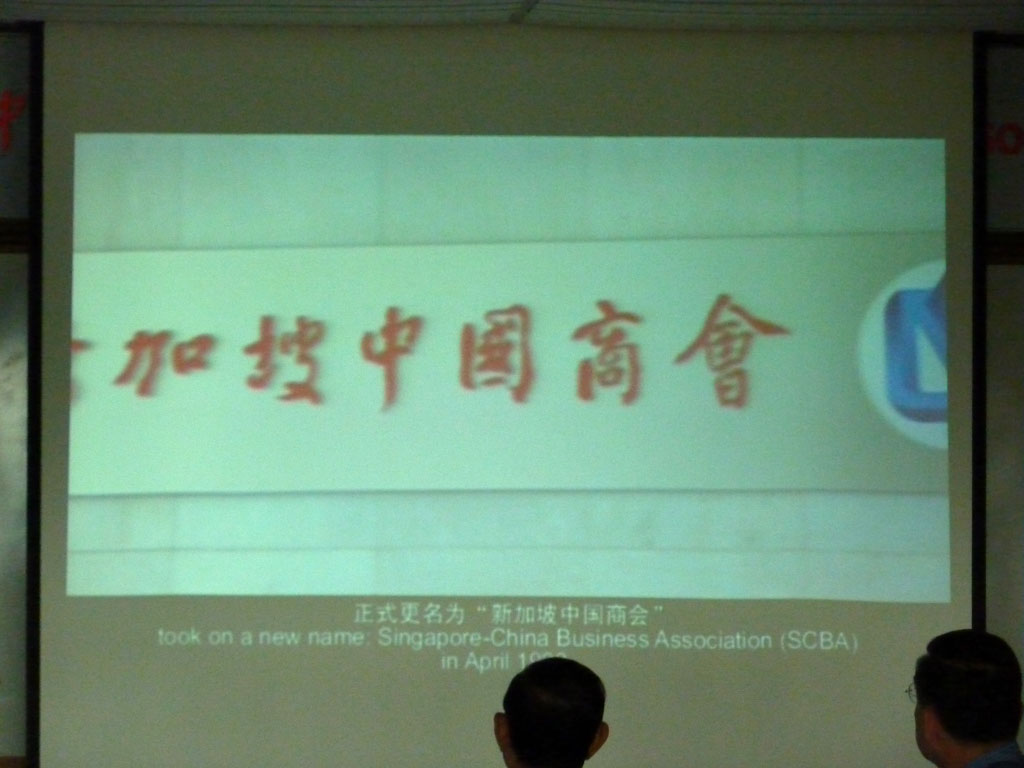 中
加坡中国商會
正式更名为“新加坡中国商会”
took on a new name: Singapore-China Business Association (SCBA)
in April